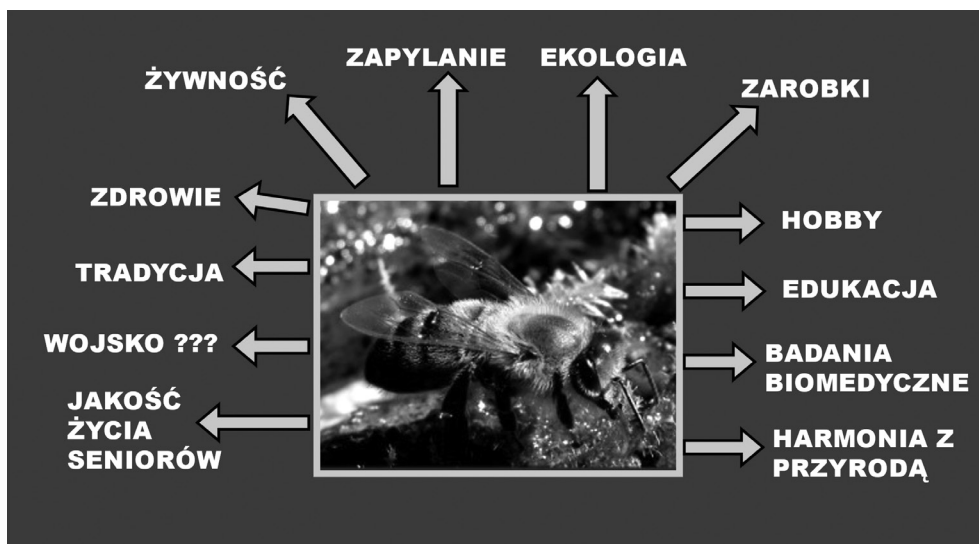 ZAPYLANIE
EKOLOGIA
ŻYWNOŚĆ
ZAROBKI
ZDROWIE
HOBBY
TRADYCJA
EDUKACJA
WOJSKO ???
BADANIA
BIOMEDYCZNE
JAKOŚĆ
ŻYCIA
SENIORÓW
HARMONIA Z
PRZYRODĄ